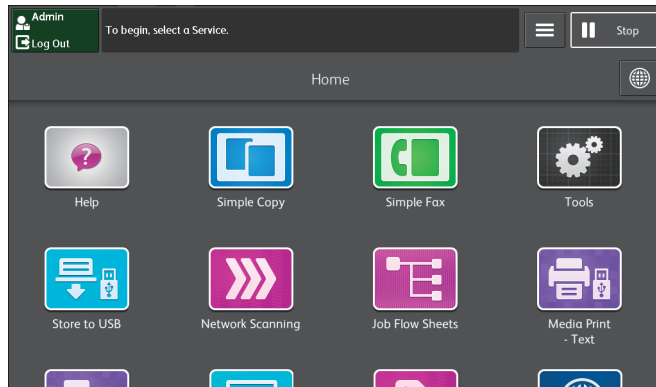 Admin
Log Out
To begin, select a Service.
Stop
Home
?
Help
Simple Copy
Simple Fax
Tools
Store to USB
Network Scanning
Job Flow Sheets
Media Print
- Text